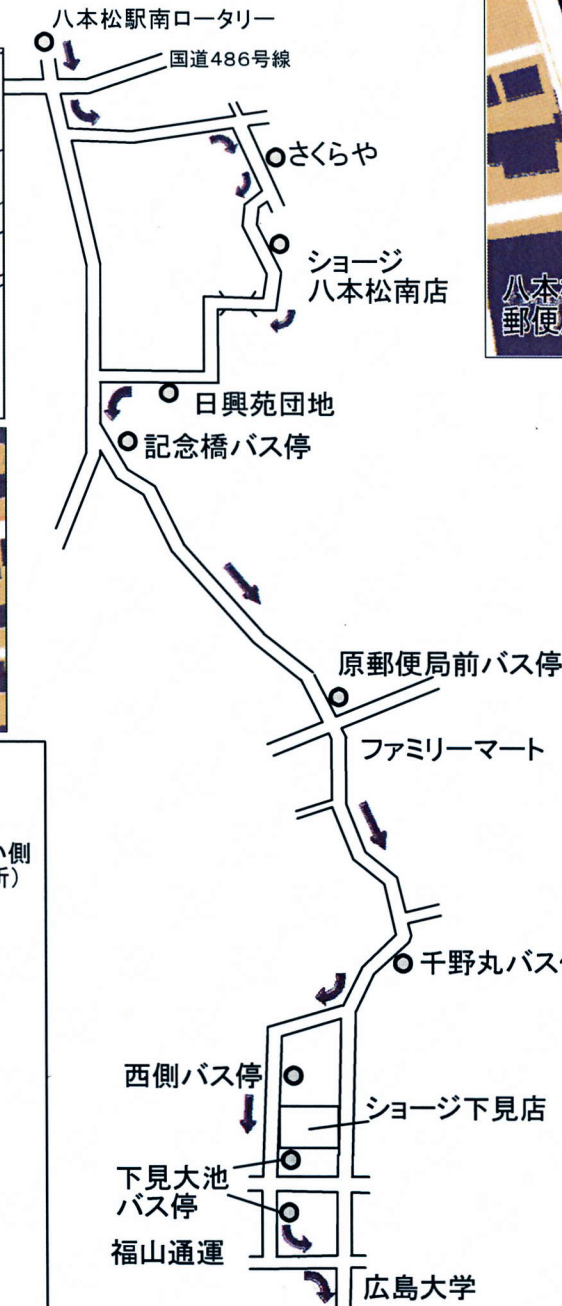 八本松駅南ロータリー
国道486号線
さくらや
ショージ
八本松南店
日興苑団地
記念橋バス停
原郵便局前バス停
ファミリーマート
千野丸バス
西側バス停
ショージ下見店
下見大池
バス停
福山通運
広島大学
八本
郵便
側